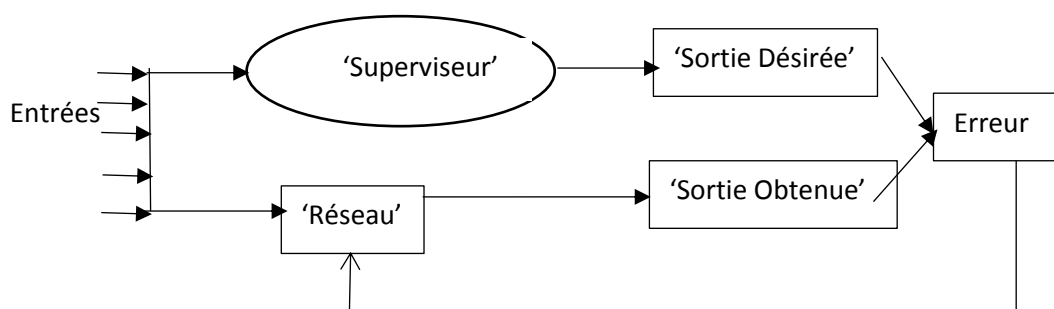 ‘Superviseur’
‘Sortie Désirée’
Entrées
Erreur
‘Réseau’
‘Sortie Obtenue’